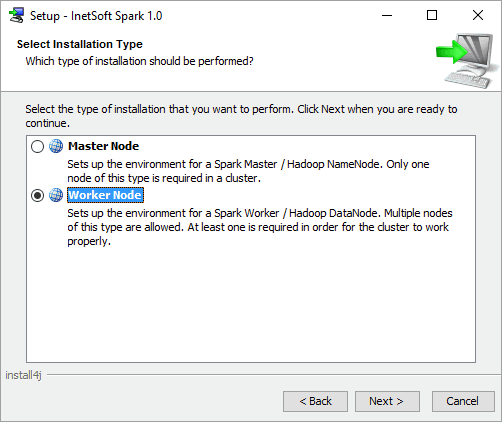 Setup - InetSoft Spark 1.0
Select Installation Type
Which type of installation should be performed?
Select the type of installation that you want to perform. Click Next when you are ready to
continue.
Master Node
Sets up the environment for a Spark Master / Hadoop NameNode. Only one
node of this type is required in a cluster.
Worker Node
Sets up the environment for a Spark Worker / Hadoop DataNode. Multiple nodes
of this type are allowed. At least one is required in order for the cluster to work
properly.
install4j
< Back
Next >
Cancel